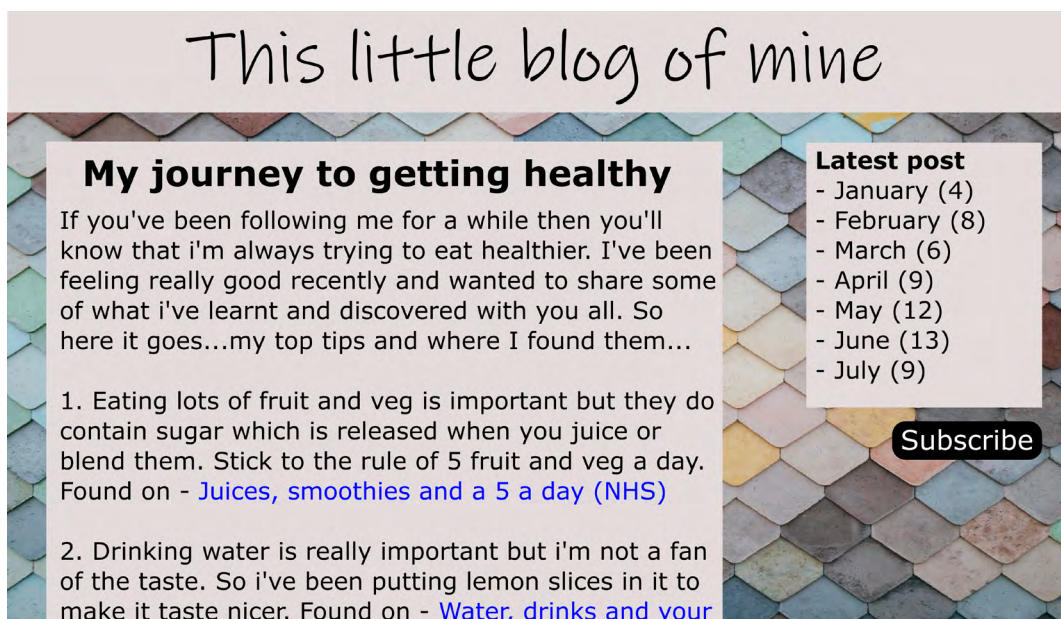 This little blog of mine
My journey to getting healthy
If you've been following me for a while then you'll
know that i'm always trying to eat healthier. I've been
feeling really good recently and wanted to share some
of what i've learnt and discovered with you all. So
here it goes...my top tips and where I found them...
1. Eating lots of fruit and veg is important but they do
contain sugar which is released when you juice or
blend them. Stick to the rule of 5 fruit and veg a day.
Found on - Juices, smoothies and a 5 a day (NHS)
2. Drinking water is really important but i'm not a fan
of the taste. So i've been putting lemon slices in it to
make it taste nicer. Found on - Water, drinks and your
Latest post
- January (4)
- February (8)
- March (6)
- April (9)
- May (12)
- June (13)
- July (9)
Subscribe